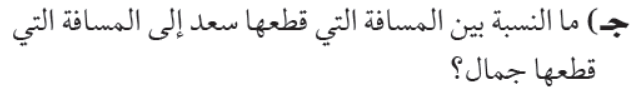 جـ) ما النسبة بين المسافة التي قطعها سعد إلى المسافة التي
قطعها جمال؟